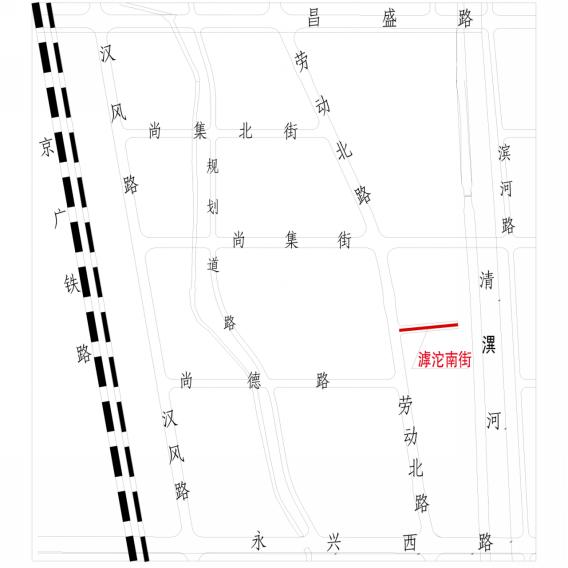 昌盛路
汉风路
劳动北路
尚集北街
京广铁路
规划道路
滨河路
尚集街
清潩河
滹沱南街
尚德路
汉风路
劳动北路
永兴西路